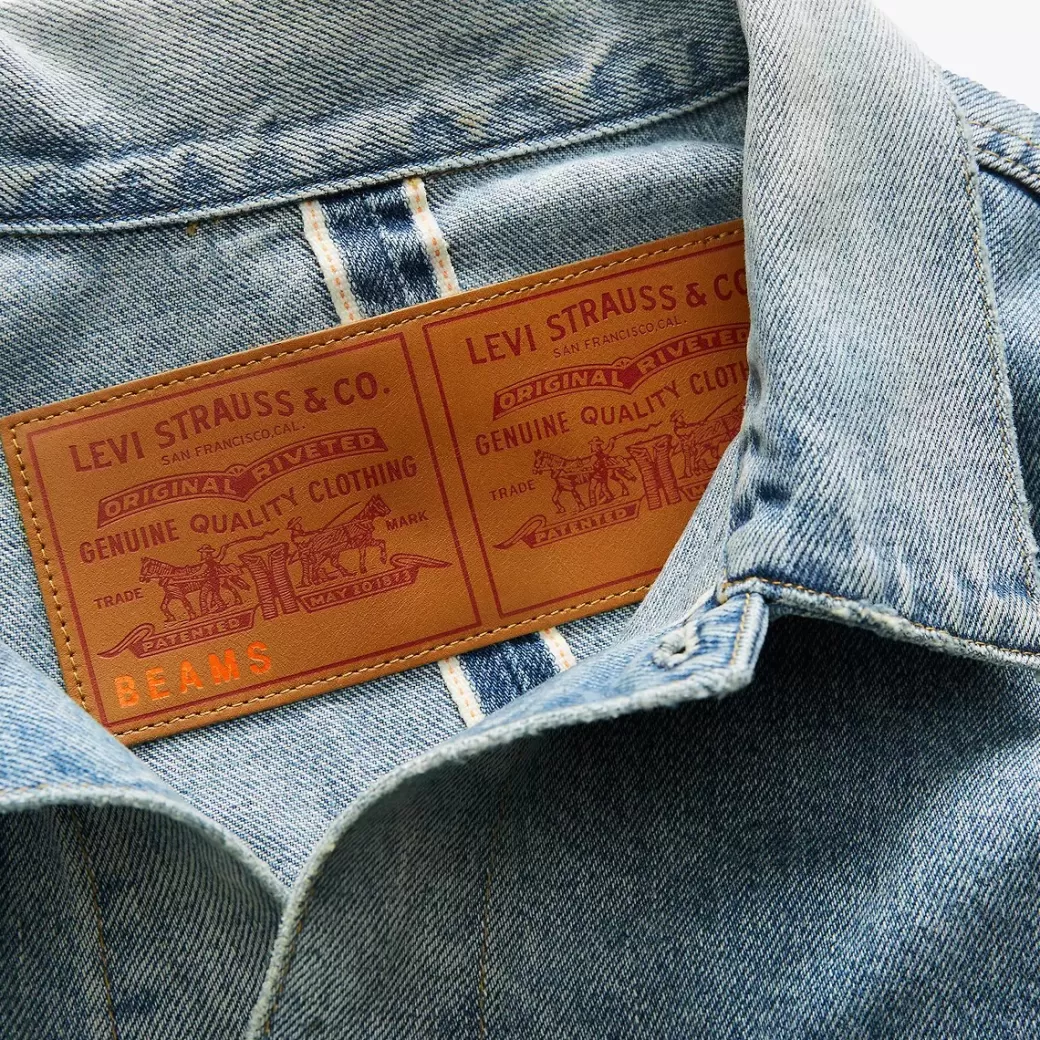 LEVI STRAUSS & CO.
SAN FRANCISCO, CAL.
ORIGINAL RIVETED
GENUINE QUALITY CLOTHING
TRADE MARK
PATENTED MAY 20 1873
BEAMS
LEVI STRAUSS & CO
SAN FRANCISCO, CAL.
ORIGINAL RIVETED
GENUINE QUALITY CLOTH
TRADE
PATENTED